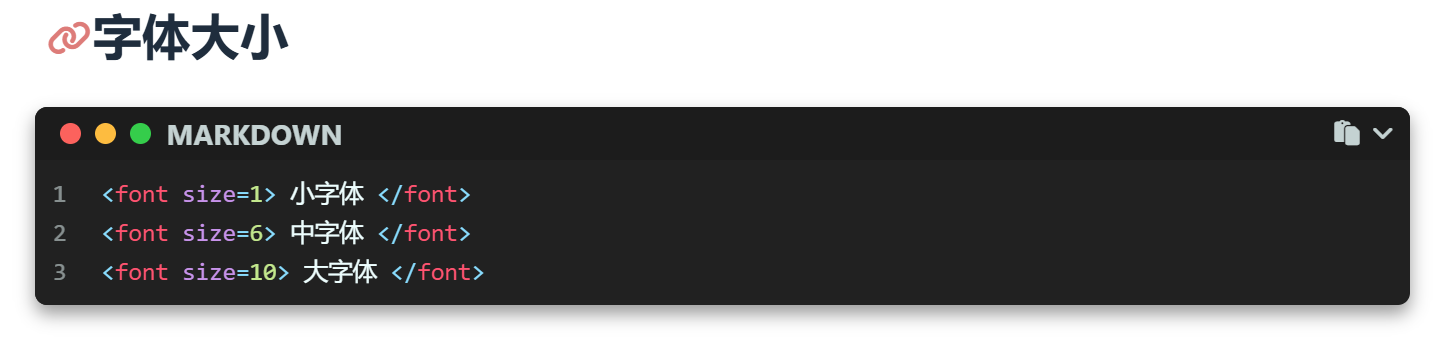 字体大小
MARKDOWN
1 <font size=1> 小字体 </font>
2 <font size=6> 中字体 </font>
3 <font size=10> 大字体 </font>